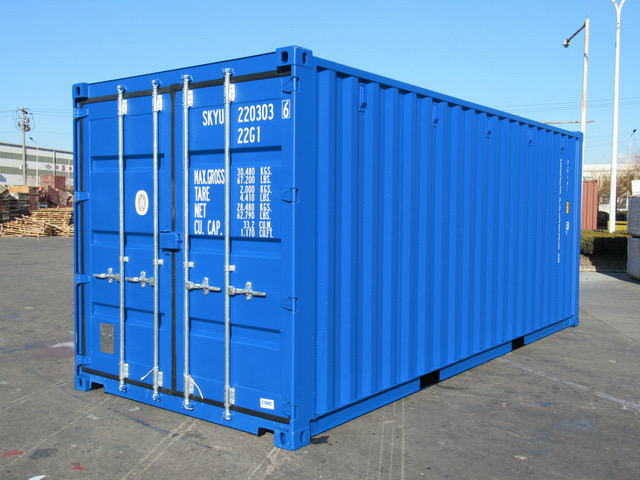 SKYU 220303 6
22G1
MAX.GROSS 30.480 KGS.
67.200 LBS.
TARE 2.000 KGS.
4.410 LBS.
NET 28.480 KGS.
62.790 LBS.
CU. CAP. 33.2 CU.M.
1.170 CU.FT.